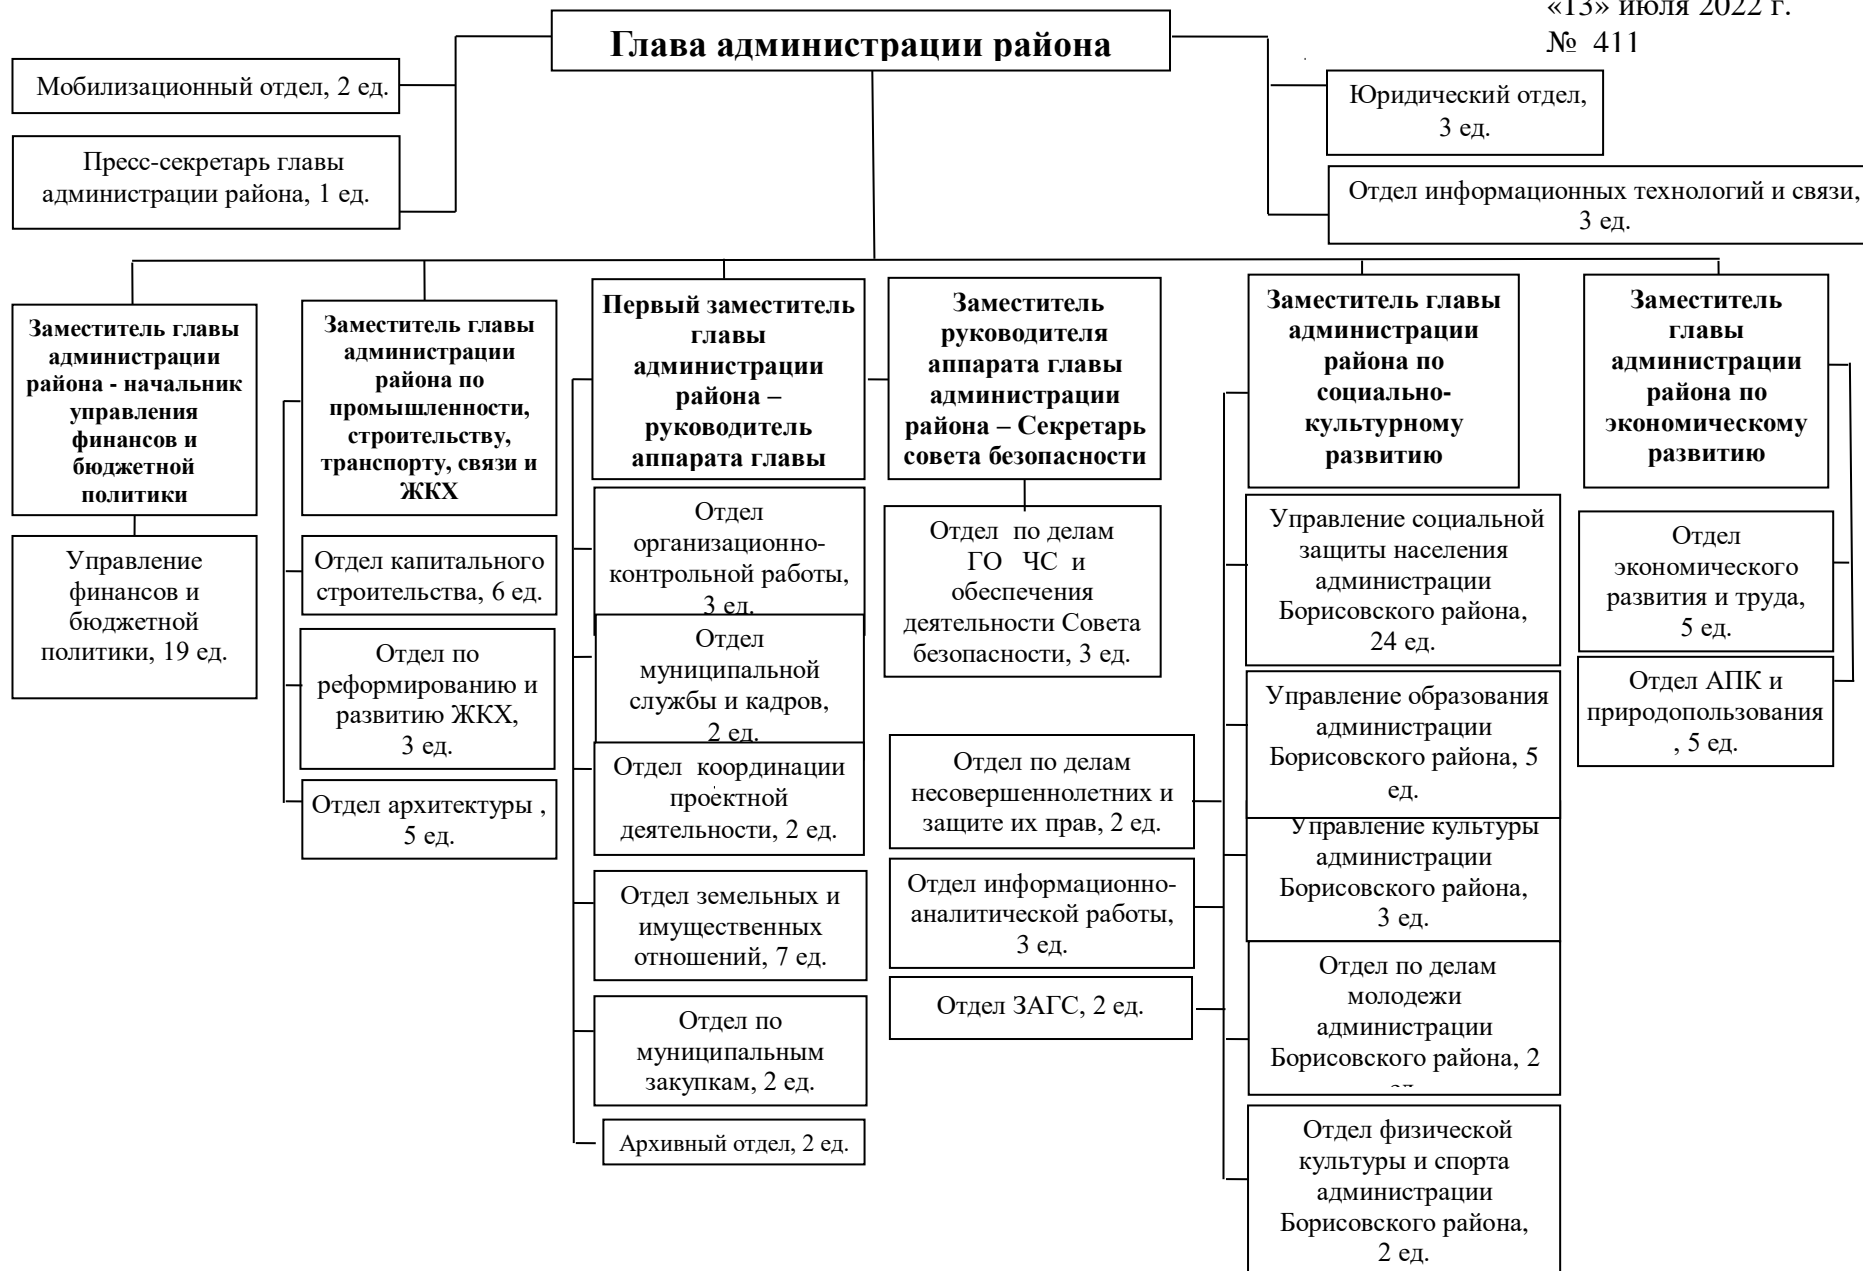 «13» июля 2022 г.
№ 411
Глава администрации района
Мобилизационный отдел, 2 ед.
Пресс-секретарь главы
администрации района, 1 ед.
Юридический отдел,
3 ед.
Отдел информационных технологий и связи,
3 ед.
Заместитель главы
администрации
района - начальник
управления
финансов и
бюджетной
политики
Управление
финансов и
бюджетной
политики, 19 ед.
Заместитель главы
администрации
района по
промышленности,
строительству,
транспорту, связи и
ЖКХ
Отдел капитального
строительства, 6 ед.
Отдел по
реформированию и
развитию ЖКХ,
3 ед.
Отдел архитектуры ,
5 ед.
Первый заместитель
главы
администрации
района –
руководитель
аппарата главы
Отдел
организационно-
контрольной работы,
3 ед.
Отдел
муниципальной
службы и кадров,
2 ед.
Отдел координации
проектной
деятельности, 2 ед.
Отдел земельных и
имущественных
отношений, 7 ед.
Отдел по
муниципальным
закупкам, 2 ед.
Архивный отдел, 2 ед.
Заместитель
руководителя
аппарата главы
администрации
района – Секретарь
совета безопасности
Отдел по делам
ГО ЧС и
обеспечения
деятельности Совета
безопасности, 3 ед.
Отдел по делам
несовершеннолетних и
защите их прав, 2 ед.
Отдел информационно-
аналитической работы,
3 ед.
Отдел ЗАГС, 2 ед.
Заместитель главы
администрации
района по
социально-
культурному
развитию
Управление социальной
защиты населения
администрации
Борисовского района,
24 ед.
Управление образования
администрации
Борисовского района, 5
ед.
Управление культуры
администрации
Борисовского района,
3 ед.
Отдел по делам
молодежи
администрации
Борисовского района, 2
Отдел физической
культуры и спорта
администрации
Борисовского района,
2 ед.
Заместитель
главы
администрации
района по
экономическому
развитию
Отдел
экономического
развития и труда,
5 ед.
Отдел АПК и
природопользования
, 5 ед.